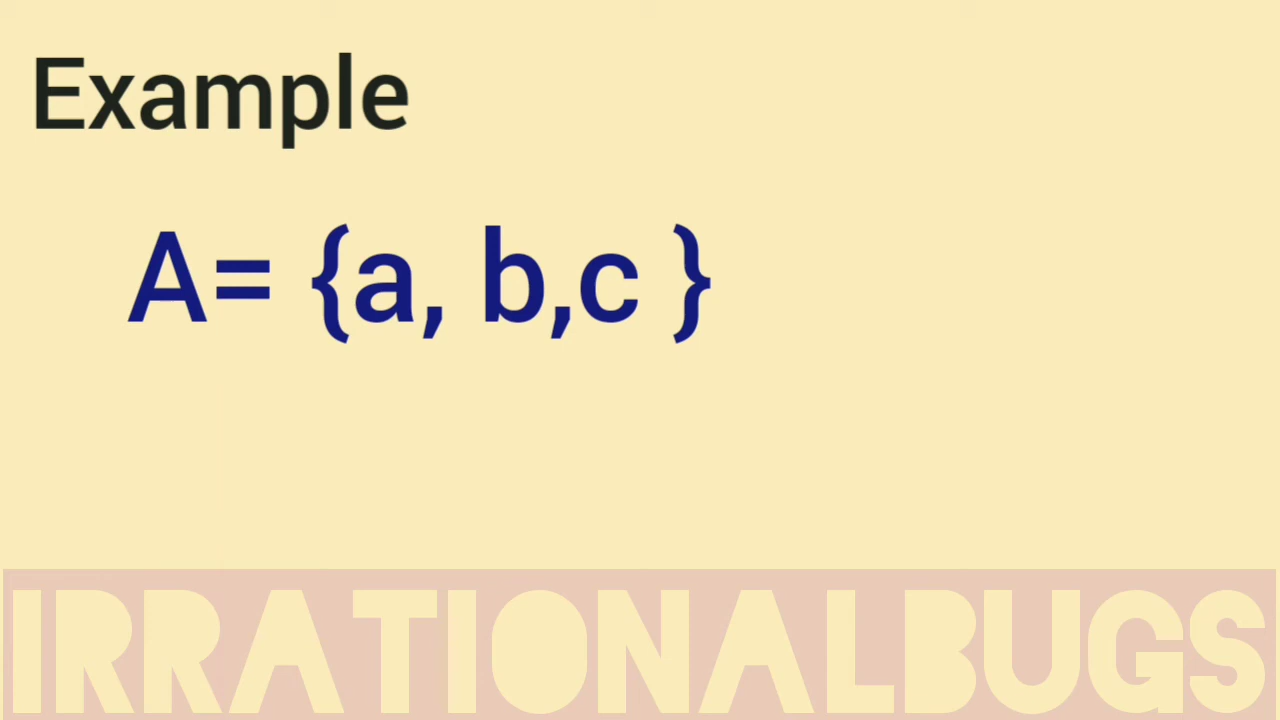 Example
A= {a, b,c }
IRRATIONALBUGS